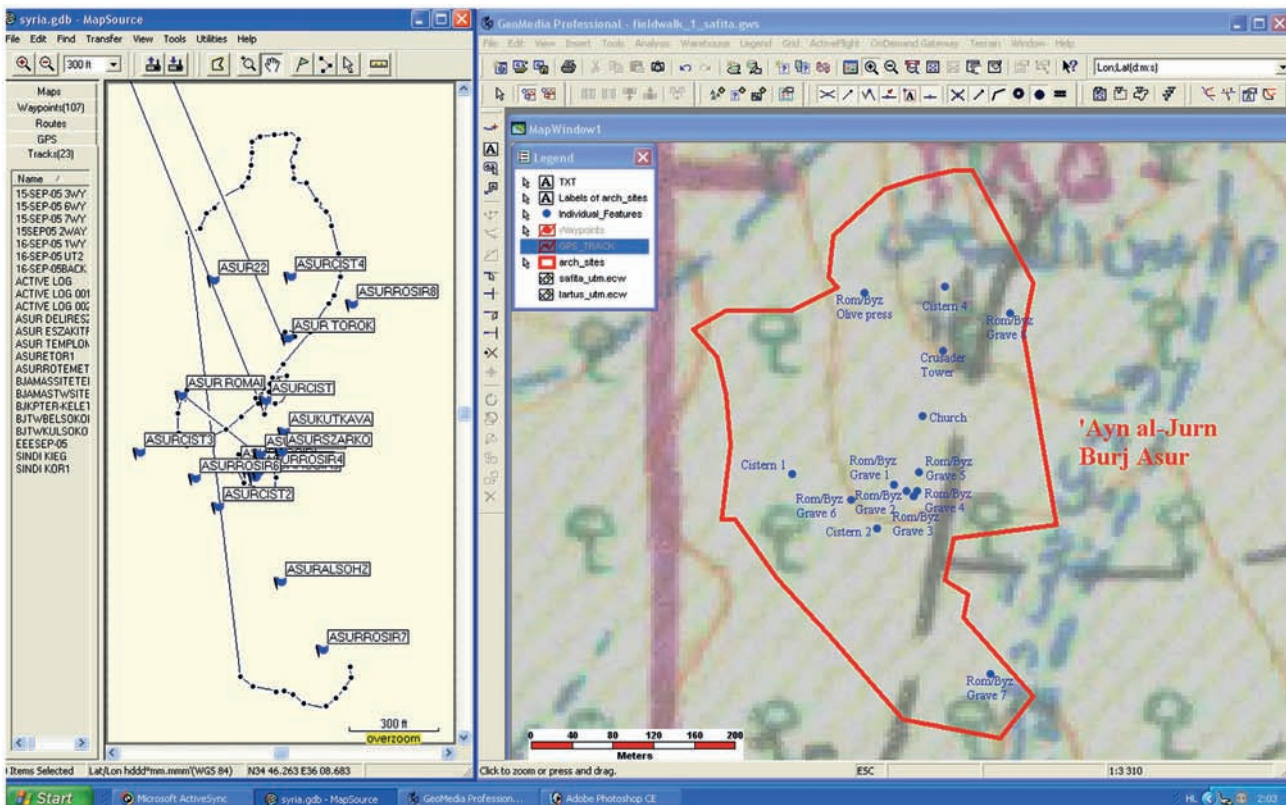 syria.gdb - MapSource
File Edit Find Transfer View Tools Utilities Help
300 ft
Maps
Waypoints(107)
Routes
GPS
Tracks(23)
Name
15-SEP-05 3WY
15-SEP-05 6WY
15-SEP-05 7WY
15SEP05 2WAY
16-SEP-05 1WY
16-SEP-05 UT2
16-SEP-05BACK
ACTIVE LOG
ACTIVE LOG 001
ACTIVE LOG 002
ASUR DELIRESZ
ASUR ESZAKITF
ASUR TEMPLOM
ASURETOR1
ASURROTEMET
BJAMASSITETEI
BJAMASTWSITE
BJKPTER-KELET
BJTWBELSOKOI
BJTWKULSOKO
EEESEP-05
SINDI KIEG
SINDI KOR1
ASUR22
ASURCIST4
ASURROSIR8
ASUR TOROK
ASUR ROMAI
ASURCIST
ASUKUTKAVA
ASURCIST3
ASURSZARKO
ASURROSIR4
ASURROSIR6
ASURCIST2
ASURALSOHZ
ASURROSIR7
300 ft
overzoom
Items Selected Lat/Lon hddd°mm.mmm'(WGS 84) N34 46.263 E36 08.683
GeoMedia Professional - fieldwalk_1_safita.gws
File Edit View Insert Tools Analysis Warehouse Legend Grid ActiveFlight OnDemand Gateway Terrain Window Help
Lon,Lat(d:m:s)
MapWindow1
Legend
TXT
Labels of arch_sites
Individual_Features
Waypoints
GPS_TRACK
arch_sites
safita_utm.ecw
tartus_utm.ecw
Rom/Byz
Olive press
Cistern 4
Rom/Byz
Crusader
Tower
Church
'Ayn al-Jurn
Burj Asur
Cistern 1
Rom/Byz
Grave 1
Rom/Byz
Grave 5
Rom/Byz
Grave 6
Rom/Byz
Grave 2
Rom/Byz
Grave 4
Rom/Byz
Grave 3
Cistern 2
Rom/Byz
Grave 7
0 40 80 120 160 200
Meters
Click to zoom or press and drag. ESC 1:3 310
Start Microsoft ActiveSync syria.gdb - MapSource GeoMedia Profession... Adobe Photoshop CE HL 2:03